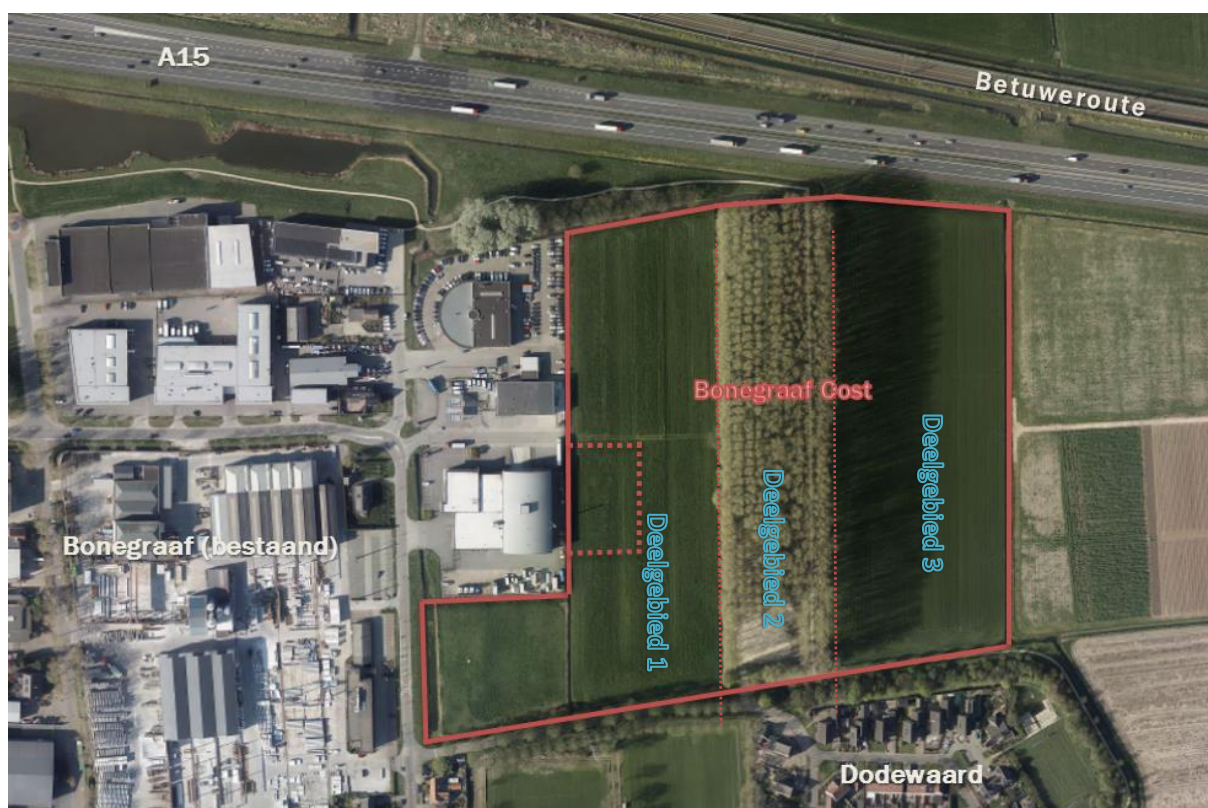 A15
Betuweroute
Bonegraaf Oost
Deelgebied 1
Deelgebied 2
Deelgebied 3
Bonegraaf (bestaand)
Dodewaard